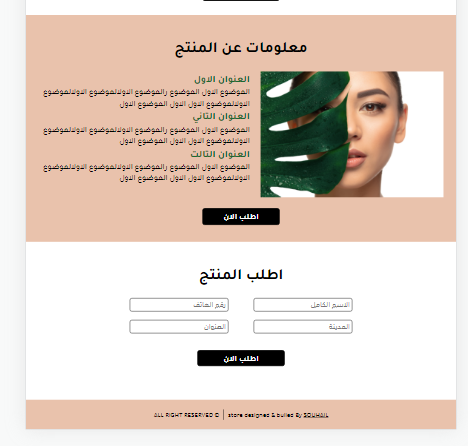 معلومات عن المنتج
العنوان الاول
الموضوع الاول الموضوع رالموضوع الاولالموضوع الاولالموضوع
الاولالموضوع الاول الاول الموضوع الاول
العنوان الثاني
الموضوع الاول الموضوع رالموضوع الاولالموضوع الاولالموضوع
الاولالموضوع الاول الاول الموضوع الاول
العنوان الثالث
الموضوع الاول الموضوع رالموضوع الاولالموضوع الاولالموضوع
الاولالموضوع الاول الاول الموضوع الاول
اطلب الان
اطلب المنتج
الاسم الكامل رقم الهاتف
المدينة العنوان
اطلب الان
ALL RIGHT RESERVED © | store designed & builed By SOUHAIL